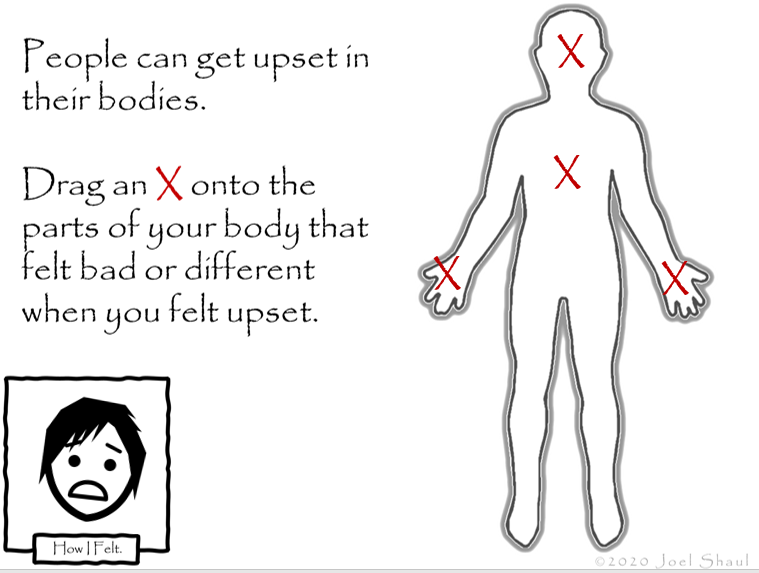 People can get upset in
their bodies.
Drag an X onto the
parts of your body that
felt bad or different
when you felt upset.
X
X
X
X
How I Felt.
©2020 Joel Shaul